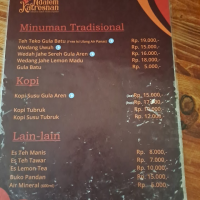 Ndalem
Katresnan
Minuman Tradisional
Teh Teko Gula Batu Rp. 19.000,-
Wedang Uwuh Rp. 15.000,-
Wedah Jahe Sereh Gula Aren Rp. 16.000,-
Wedang Jahe Lemon Madu Rp. 18.000,-
Gula Batu Rp. 5.000,-
Kopi
Kopi Susu Gula Aren Rp. 15.000,-
Kopi Tubruk
Kopi Susu Tubruk Rp. 12.000,-
Lain-lain
Es Teh Manis Rp. 8.000,-
Es Teh Tawar Rp. 7.000,-
Es Lemon Tea Rp. 10.000,-
Buko Pandan Rp. 15.000,-
Air Mineral Rp. 6.000,-